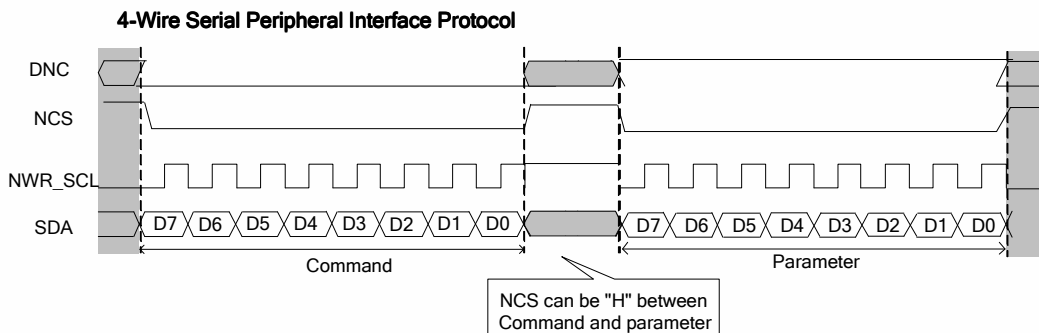 4-Wire Serial Peripheral Interface Protocol
DNC
NCS
NWR_SCL
SDA
D7 D6 D5 D4 D3 D2 D1 D0
D7 D6 D5 D4 D3 D2 D1 D0
Command
Parameter
NCS can be "H" between
Command and parameter